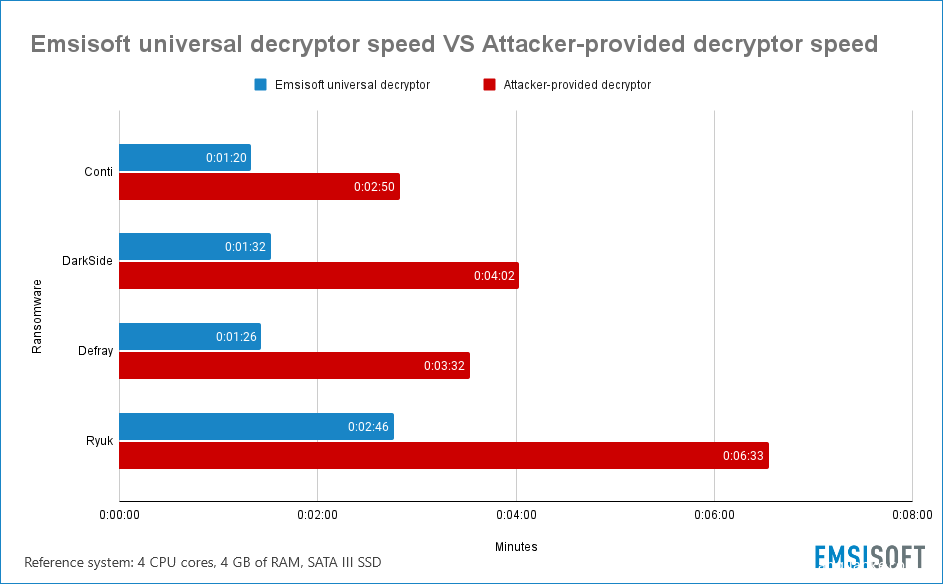 Emsisoft universal decryptor speed VS Attacker-provided decryptor speed
Emsisoft universal decryptor
Attacker-provided decryptor
Ransomware
Conti
0:01:20
0:02:50
DarkSide
0:01:32
0:04:02
Defray
0:01:26
0:03:32
Ryuk
0:02:46
0:06:33
0:00:00
0:02:00
0:04:00
0:06:00
0:08:00
Minutes
Reference system: 4 CPU cores, 4 GB of RAM, SATA III SSD
EMSISOFT